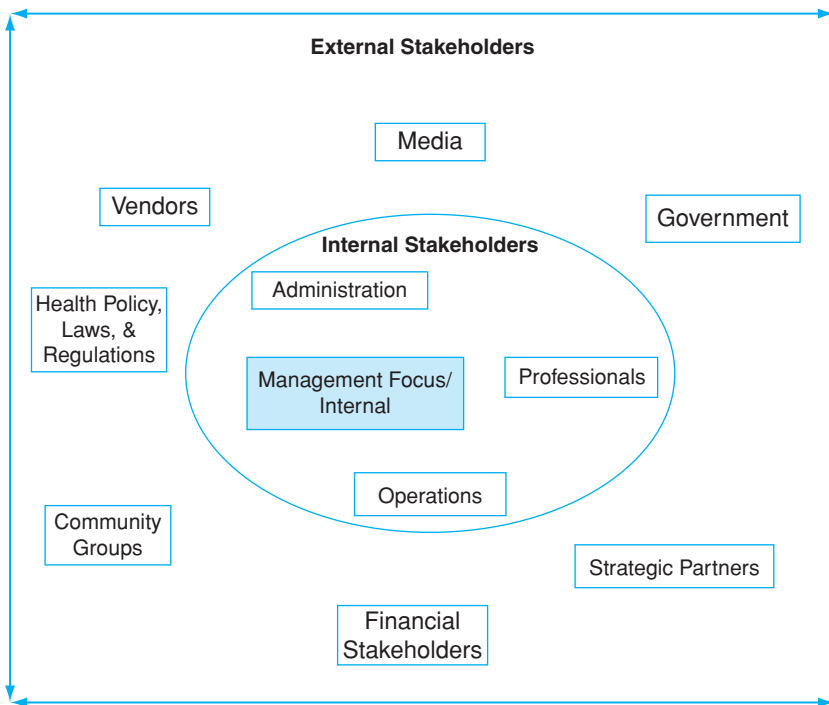 External Stakeholders
Media
Vendors
Government
Internal Stakeholders
Administration
Health Policy,
Laws, &
Regulations
Management Focus/
Internal
Professionals
Operations
Community
Groups
Strategic Partners
Financial
Stakeholders